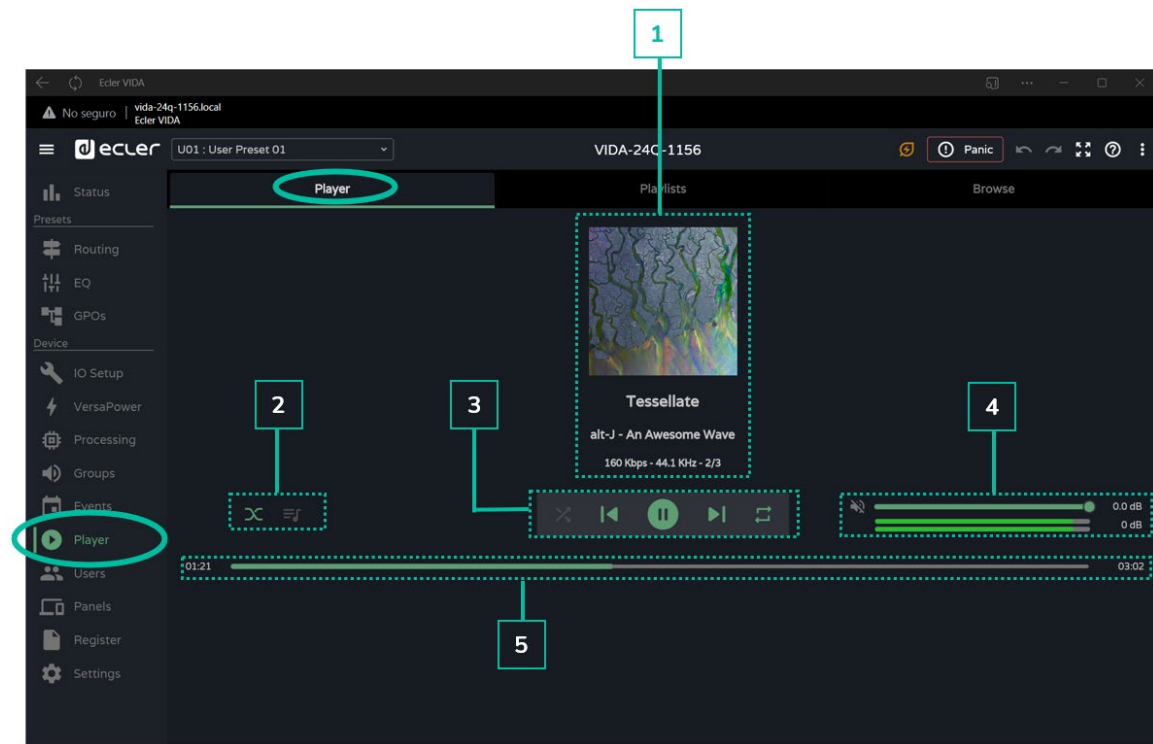 1
Ecler VIDA
No seguro | vida-24q-1156.local
Ecler VIDA
ecler
U01 : User Preset 01
VIDA-24Q-1156
Panic
Status
Player
Playlists
Browse
Presets
Routing
EQ
GPOs
Device
IO Setup
VersaPower
Processing
Groups
Events
Player
Users
Panels
Register
Settings
Tessellate
alt-J - An Awesome Wave
160 Kbps - 44.1 KHz - 2/3
2
3
4
0.0 dB
0 dB
01:21
03:02
5